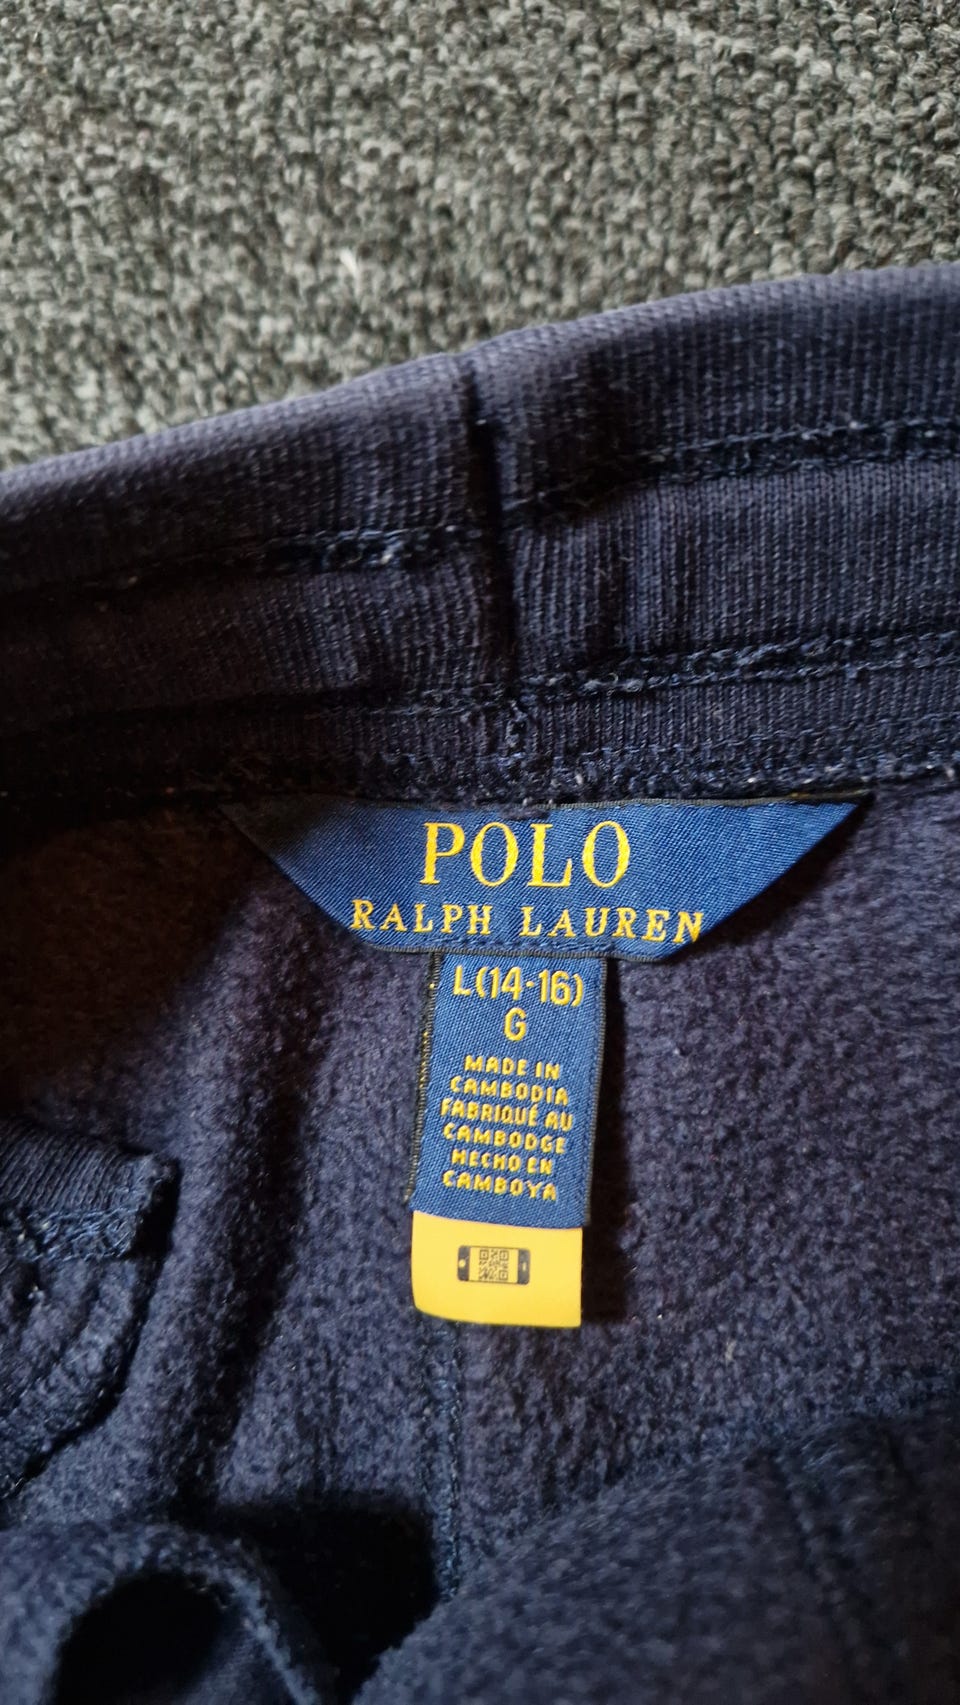 POLO
RALPH LAUREN
L(14-16)
G
MADE IN
CAMBODIA
FABRIQUÉ AU
CAMBODGE
HECHO EN
CAMBOYA